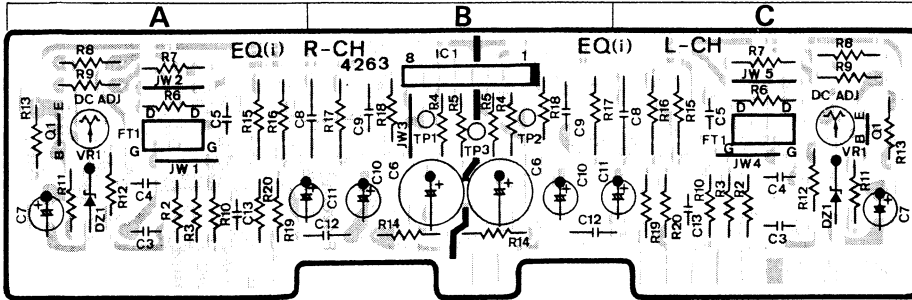 A B C
EQ(i) R-CH
4263
IC1
8 1
EQ(i) L-CH
R8
R9
R7
JW2
R6
DC ADJ
R13
E
Q1
B
VR1
D D
FT1
G G
JW1
C5
R15
R16
C8
R17
C9
R18
JW3
R4
R5
R5
R4
TP1
TP3
TP2
R18
C9
R17
C8
R16
R15
C5
R7
JW5
R6
D D
FT1
G G
JW4
R8
R9
DC ADJ
VR1
E
Q1
B
R13
C7
R11
DZ1
R12
C4
C3
R2
R3
R10
C13
R20
R19
C11
C12
C10
C6
R14
C6
R14
C10
C11
C12
R19
R20
C13
R10
R3
R2
C4
C3
R12
DZ1
R11
C7